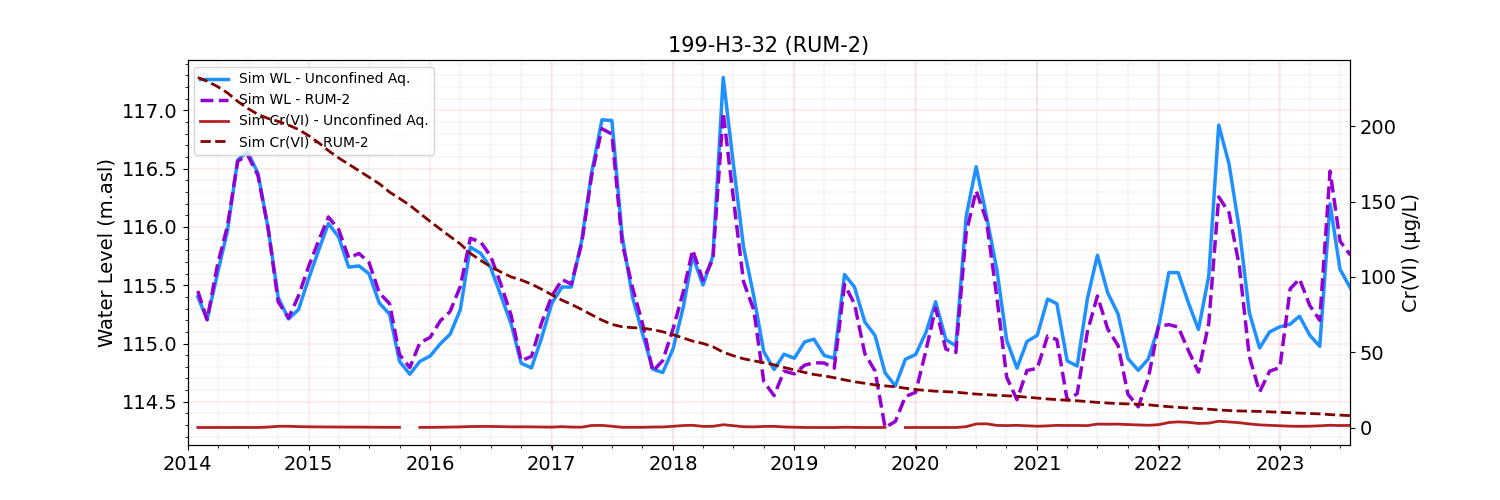 199-H3-32 (RUM-2)
Sim WL - Unconfined Aq.
Sim WL - RUM-2
Sim Cr(VI) - Unconfined Aq.
Sim Cr(VI) - RUM-2
Water Level (m.asl)
117.0
116.5
116.0
115.5
115.0
114.5
200
150
100
50
0
Cr(VI) (µg/L)
2014 2015 2016 2017 2018 2019 2020 2021 2022 2023